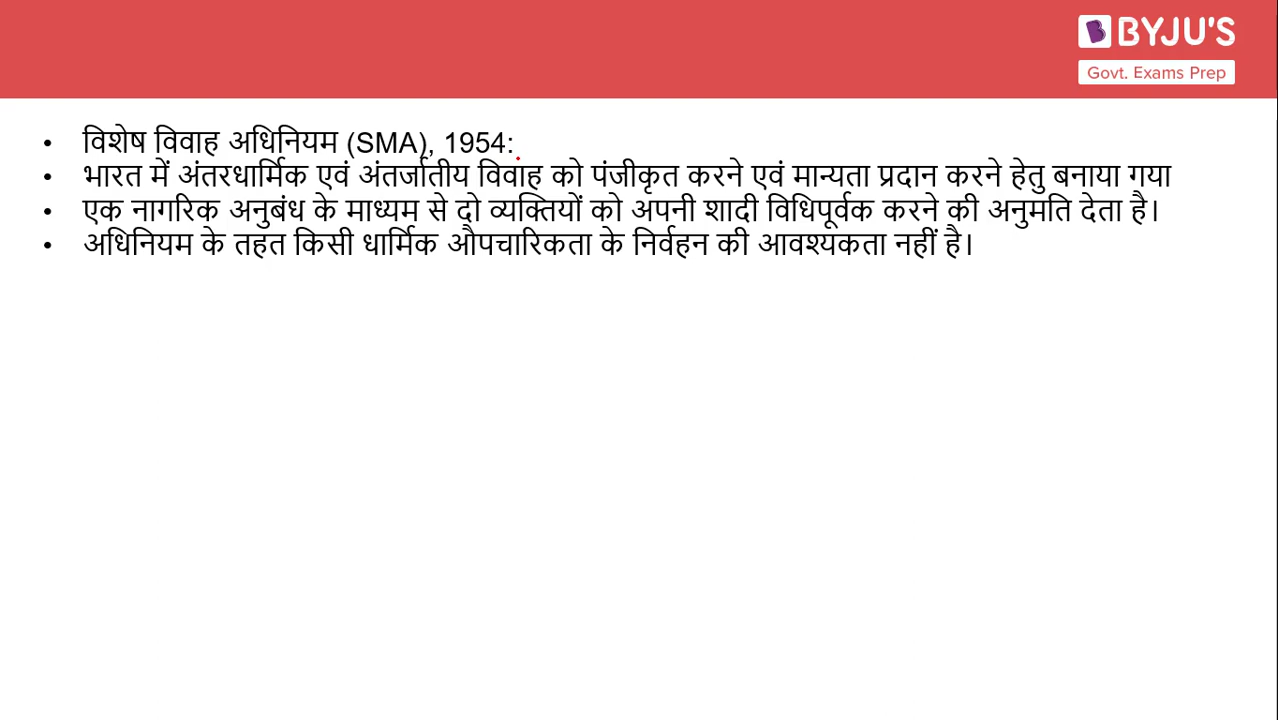 BYJU'S
Govt. Exams Prep
• विशेष विवाह अधिनियम (SMA), 1954:
• भारत में अंतरधार्मिक एवं अंतर्जातीय विवाह को पंजीकृत करने एवं मान्यता प्रदान करने हेतु बनाया गया
• एक नागरिक अनुबंध के माध्यम से दो व्यक्तियों को अपनी शादी विधिपूर्वक करने की अनुमति देता है।
• अधिनियम के तहत किसी धार्मिक औपचारिकता के निर्वहन की आवश्यकता नहीं है।